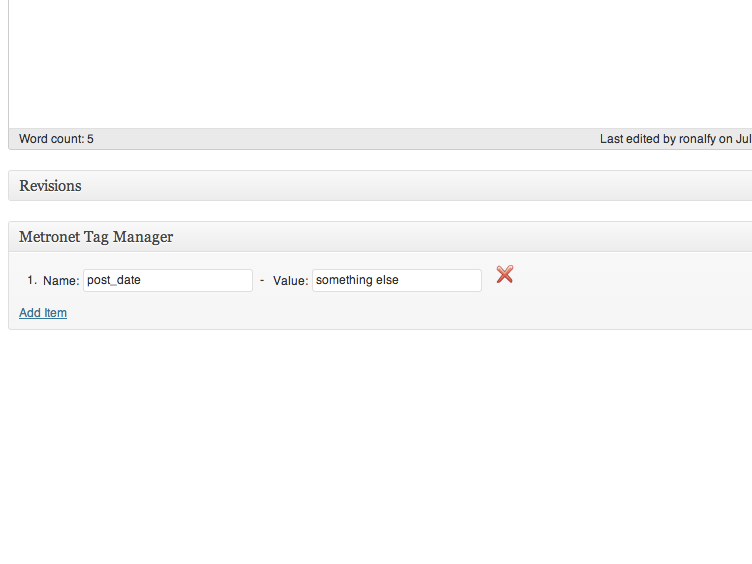 Word count: 5 Last edited by ronalfy on Jul
Revisions
Metronet Tag Manager
1. Name: post_date - Value: something else
Add Item